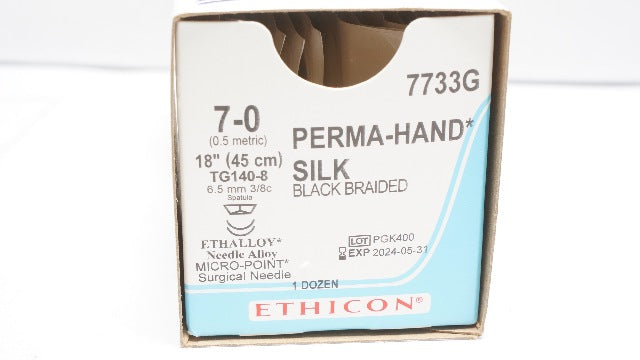 7733G
7-0
(0.5 metric)
18" (45 cm)
TG140-8
6.5 mm 3/8c
Spatula
ETHALLOY*
Needle Alloy
MICRO-POINT*
Surgical Needle
PERMA-HAND*
SILK
BLACK BRAIDED
LOT PGK400
EXP 2024-05-31
1 DOZEN
ETHICON®